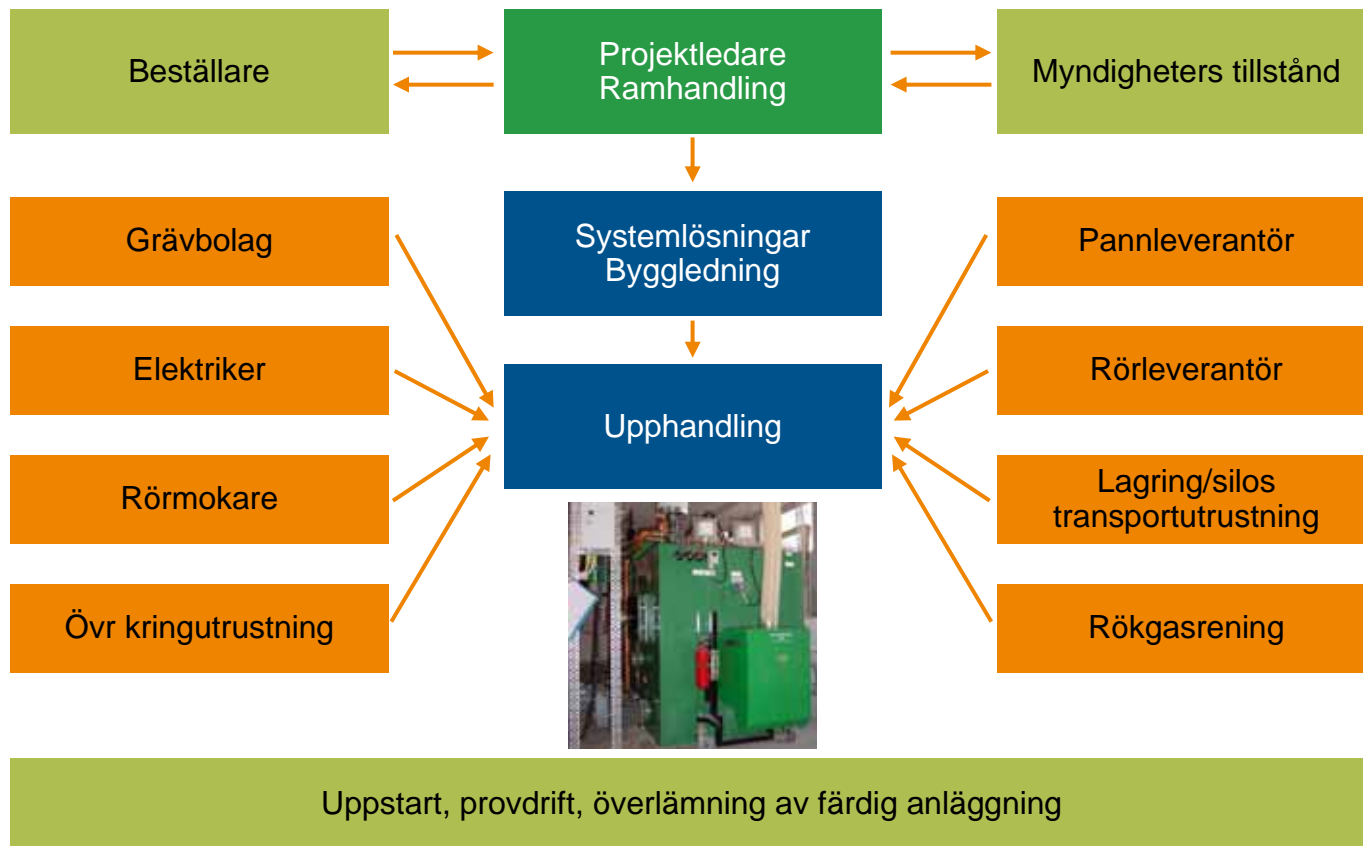 Beställare
Projektledare
Ramhandling
Myndigheters tillstånd
Grävbolag
Systemlösningar
Byggledning
Pannleverantör
Elektriker
Rörleverantör
Upphandling
Rörmokare
Lagring/silos
transportutrustning
Övr kringutrustning
Rökgasrening
Uppstart, provdrift, överlämning av färdig anläggning